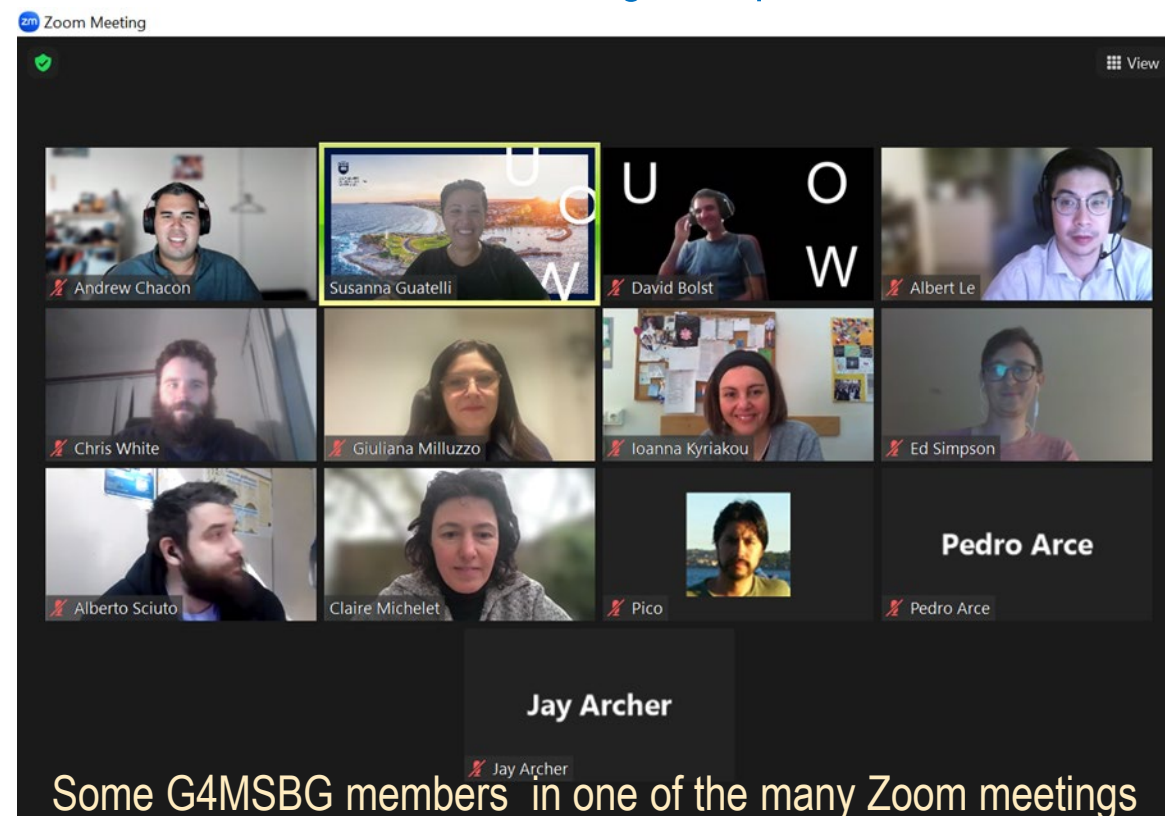 zm Zoom Meeting
View
Andrew Chacon
U O W
Susanna Guatelli
U O W
David Bolst
Albert Le
Chris White
Giuliana Milluzzo
Ioanna Kyriakou
Ed Simpson
Alberto Sciuto
Claire Michelet
Pico
Pedro Arce
Pedro Arce
Jay Archer
Jay Archer
Some G4MSBG members in one of the many Zoom meetings